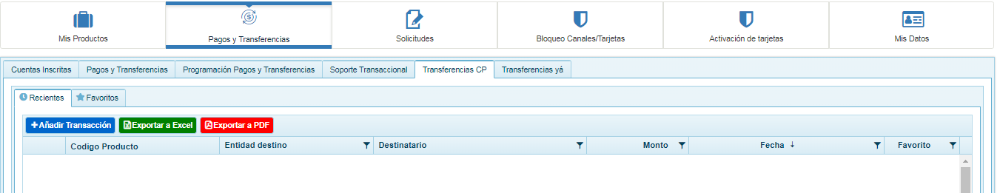 Mis Productos
Pagos y Transferencias
Solicitudes
Bloqueo Canales/Tarjetas
Activación de tarjetas
Mis Datos
Cuentas Inscritas
Pagos y Transferencias
Programación Pagos y Transferencias
Soporte Transaccional
Transferencias CP
Transferencias yá
Recientes
Favoritos
+Añadir Transacción
Exportar a Excel
Exportar a PDF
Codigo Producto
Entidad destino
Destinatario
Monto
Fecha ↓
Favorito